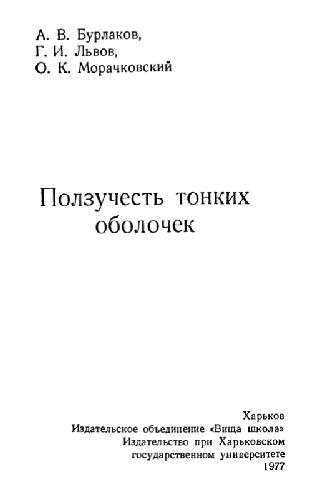 А. В. Бурлаков,
Г. И. Львов,
О. К. Морачковский
Ползучесть тонких
оболочек
Харьков
Издательское объединение «Вища школа»
Издательство при Харьковском
государственном университете
1977